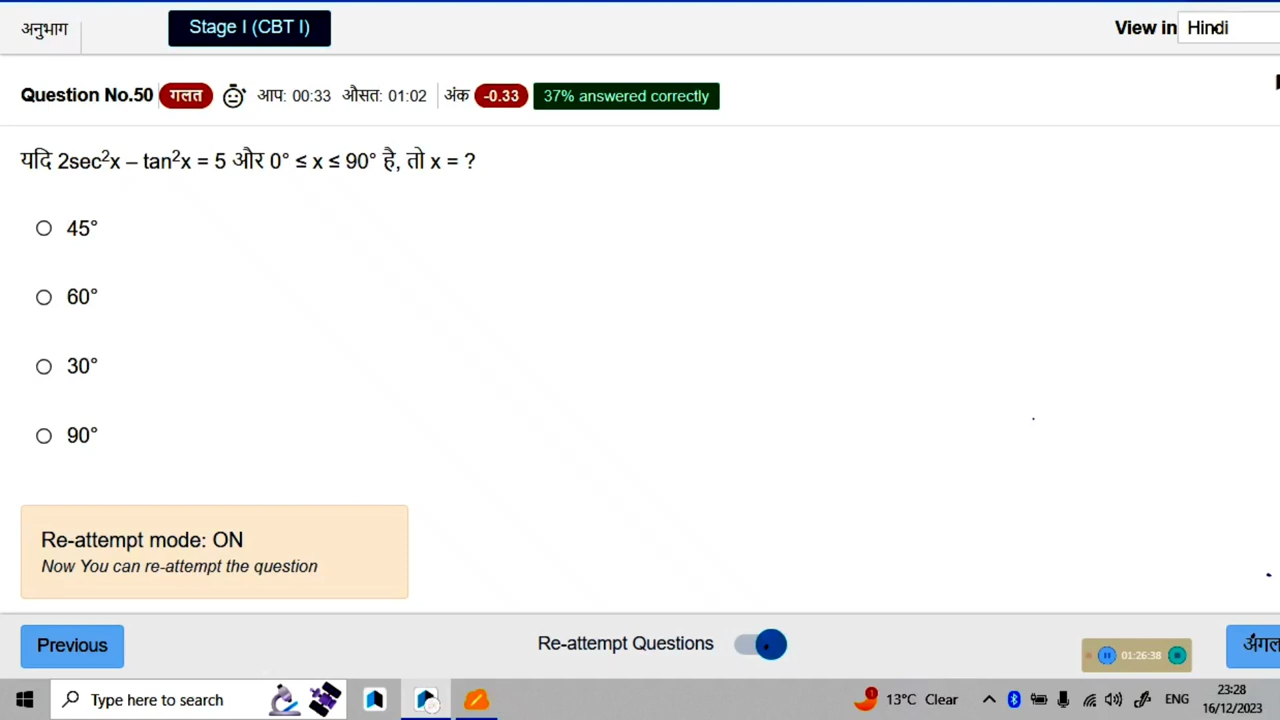 अनुभाग Stage I (CBT I) View in Hindi
Question No.50 गलत आप: 00:33 औसत: 01:02 अंक -0.33 37% answered correctly
यदि 2sec²x – tan²x = 5 और 0° ≤ x ≤ 90° है, तो x = ?
45°
60°
30°
90°
Re-attempt mode: ON
Now You can re-attempt the question
Previous Re-attempt Questions 01:26:38
Type here to search 1 13°C Clear ENG 23:28
16/12/2023